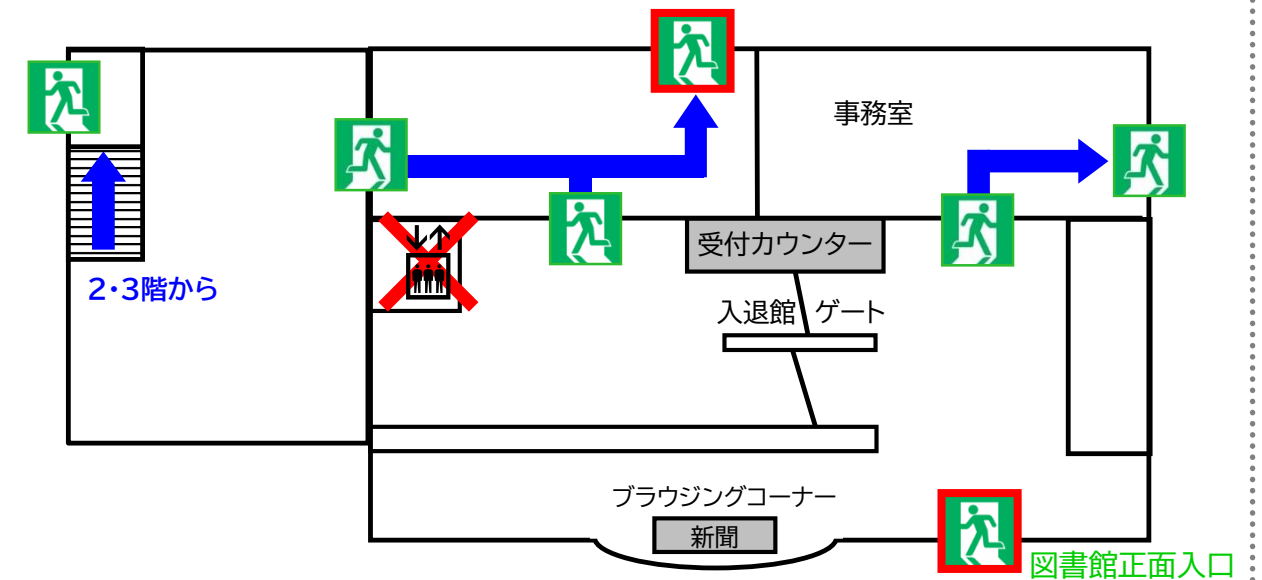 事務室
受付カウンター
2・3階から
入退館 ゲート
ブラウジングコーナー
新聞
図書館正面入口